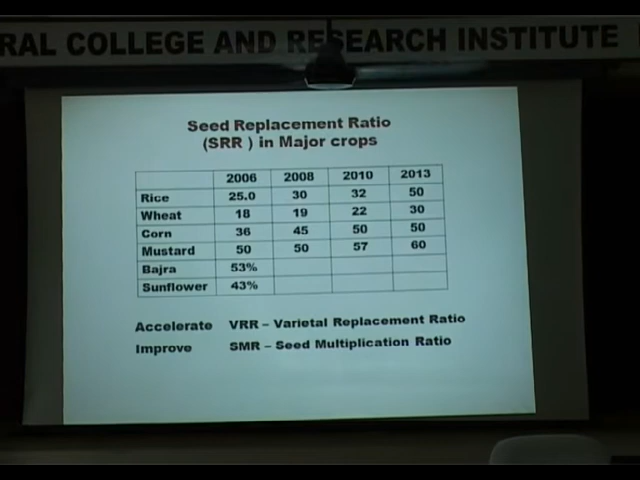 RAL COLLEGE AND RESEARCH INSTITUTE
Seed Replacement Ratio
(SRR ) in Major crops
2006 2008 2010 2013
Rice 25.0 30 32 50
Wheat 18 19 22 30
Corn 36 45 50 50
Mustard 50 50 57 60
Bajra 53%
Sunflower 43%
Accelerate VRR – Varietal Replacement Ratio
Improve SMR – Seed Multiplication Ratio